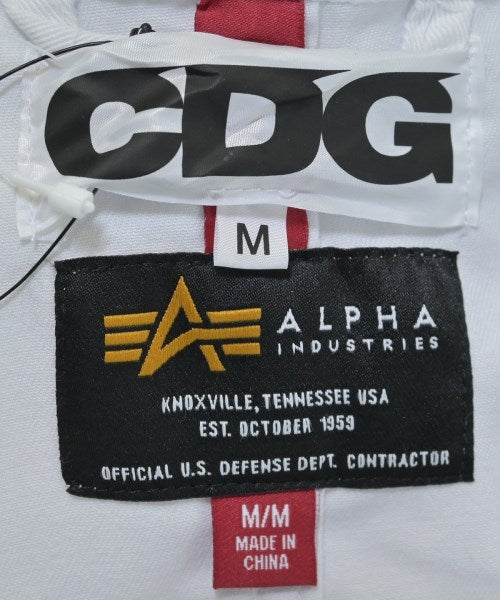 CDG
M
ALPHA
INDUSTRIES
KNOXVILLE, TENNESSEE USA
EST. OCTOBER 1959
OFFICIAL U.S. DEFENSE DEPT. CONTRACTOR
M/M
MADE IN
CHINA